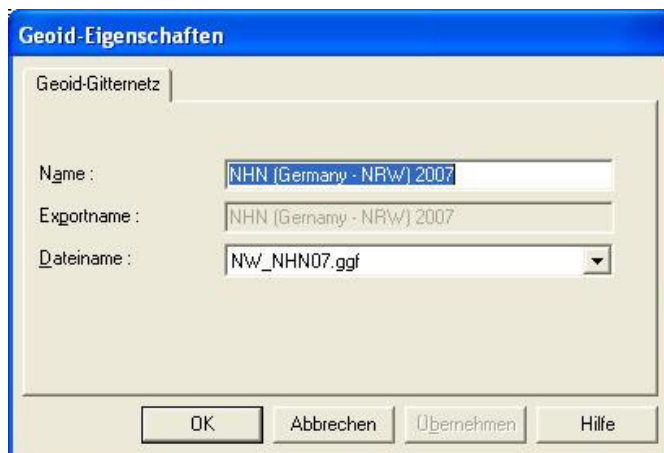 Geoid-Eigenschaften
Geoid-Gitternetz
Name :
NHN (Germany - NRW) 2007
Exportname :
NHN (Gernamy - NRW) 2007
Dateiname :
NW_NHN07.ggf
OK
Abbrechen
Übernehmen
Hilfe